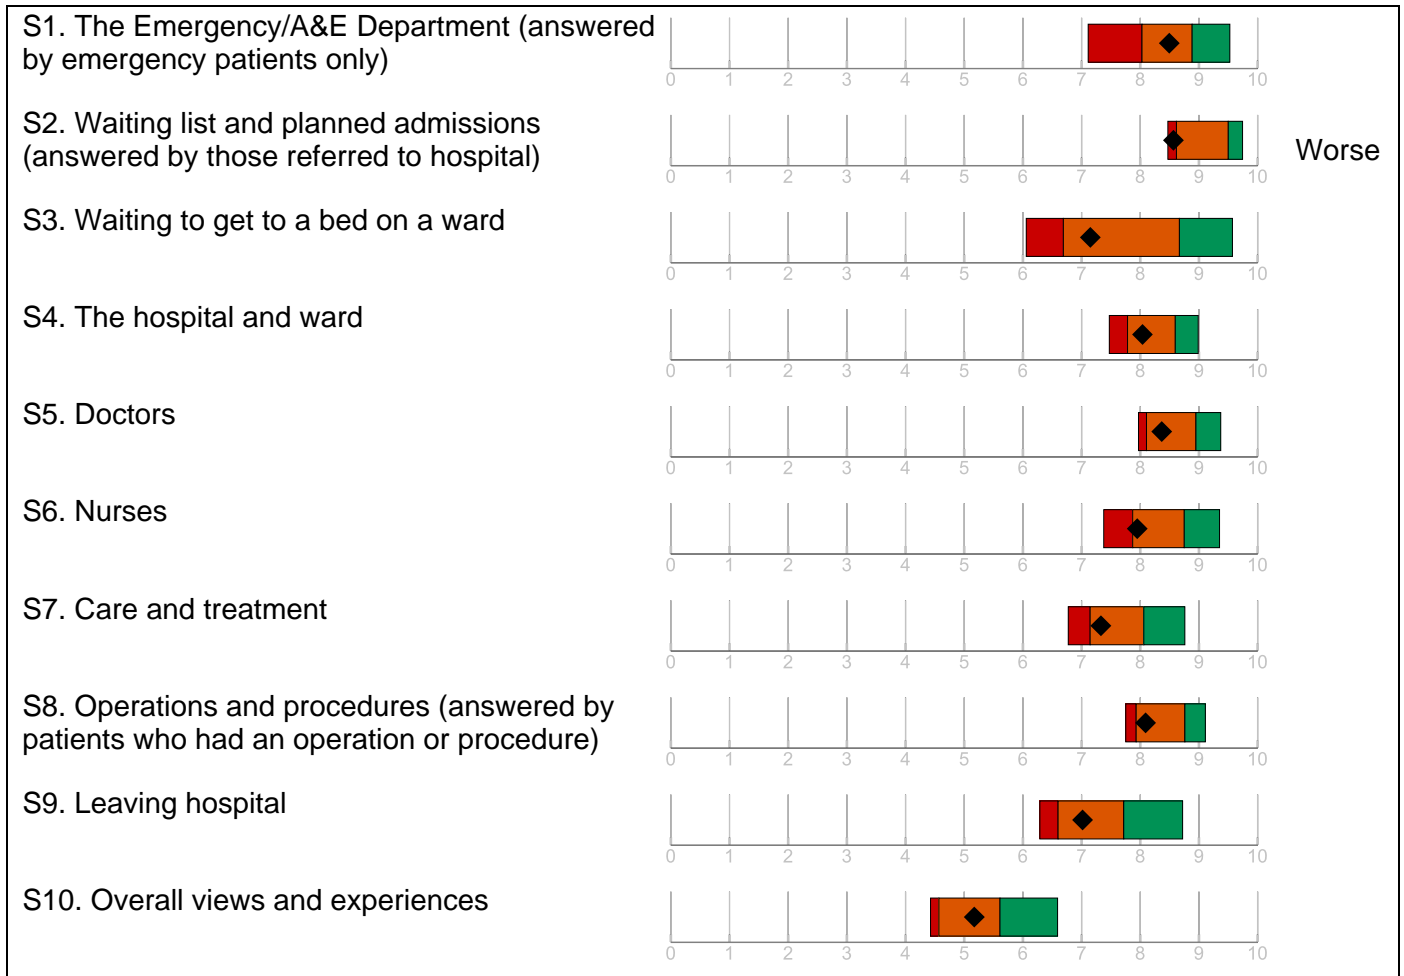 S1. The Emergency/A&E Department (answered
by emergency patients only)
0 1 2 3 4 5 6 7 8 9 10
S2. Waiting list and planned admissions
(answered by those referred to hospital)
Worse
0 1 2 3 4 5 6 7 8 9 10
S3. Waiting to get to a bed on a ward
0 1 2 3 4 5 6 7 8 9 10
S4. The hospital and ward
0 1 2 3 4 5 6 7 8 9 10
S5. Doctors
0 1 2 3 4 5 6 7 8 9 10
S6. Nurses
0 1 2 3 4 5 6 7 8 9 10
S7. Care and treatment
0 1 2 3 4 5 6 7 8 9 10
S8. Operations and procedures (answered by
patients who had an operation or procedure)
0 1 2 3 4 5 6 7 8 9 10
S9. Leaving hospital
0 1 2 3 4 5 6 7 8 9 10
S10. Overall views and experiences
0 1 2 3 4 5 6 7 8 9 10